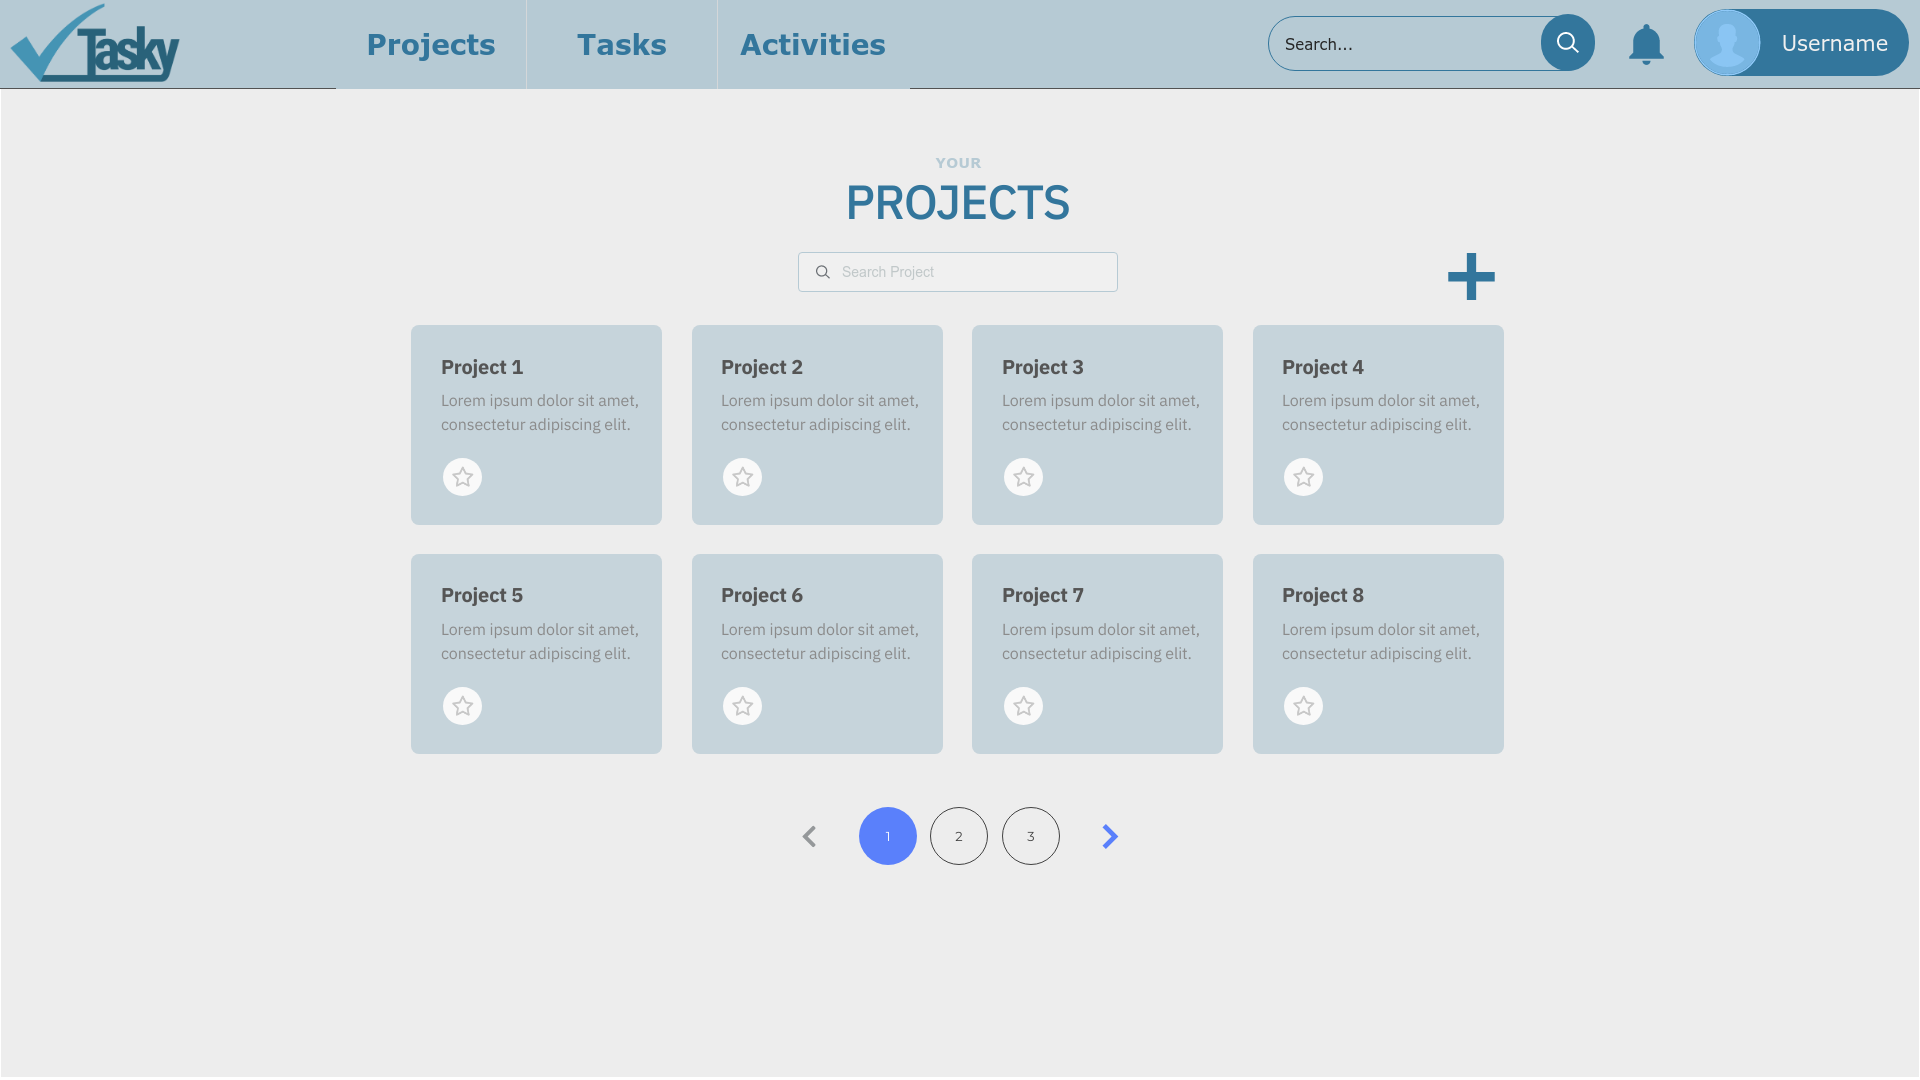 Tasky
Projects
Tasks
Activities
Search...
Username
YOUR
PROJECTS
Search Project
Project 1
Lorem ipsum dolor sit amet,
consectetur adipiscing elit.
Project 2
Lorem ipsum dolor sit amet,
consectetur adipiscing elit.
Project 3
Lorem ipsum dolor sit amet,
consectetur adipiscing elit.
Project 4
Lorem ipsum dolor sit amet,
consectetur adipiscing elit.
Project 5
Lorem ipsum dolor sit amet,
consectetur adipiscing elit.
Project 6
Lorem ipsum dolor sit amet,
consectetur adipiscing elit.
Project 7
Lorem ipsum dolor sit amet,
consectetur adipiscing elit.
Project 8
Lorem ipsum dolor sit amet,
consectetur adipiscing elit.
1
2
3